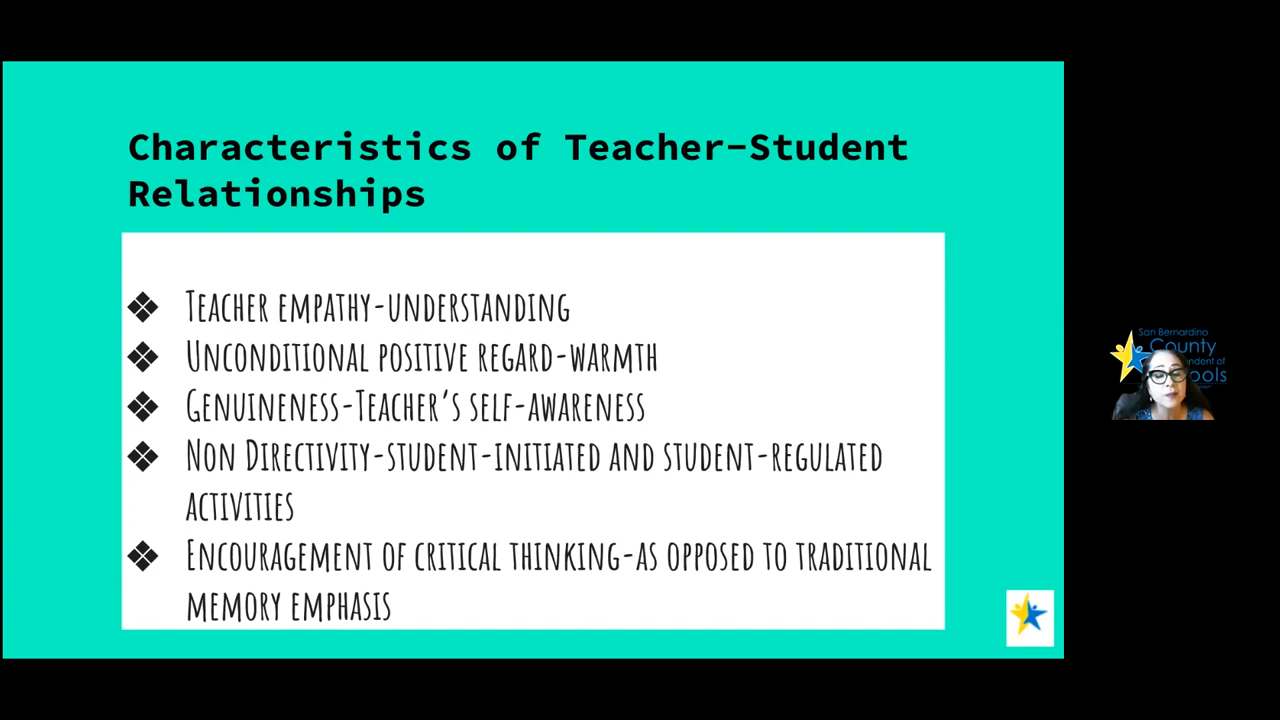 Characteristics of Teacher-Student
Relationships
❖ Teacher empathy-understanding
❖ Unconditional positive regard-warmth
❖ Genuineness-Teacher's self-awareness
❖ Non Directivity-student-initiated and student-regulated
activities
❖ Encouragement of critical thinking-as opposed to traditional
memory emphasis
San Bernardino
County